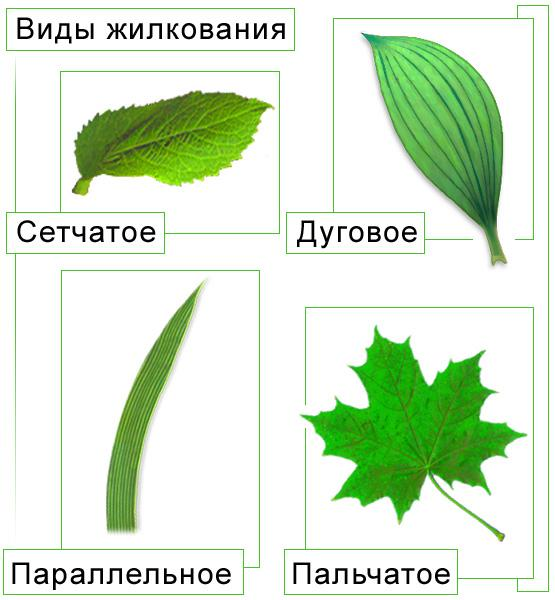 Виды жилкования
Сетчатое
Дуговое
Параллельное
Пальчатое